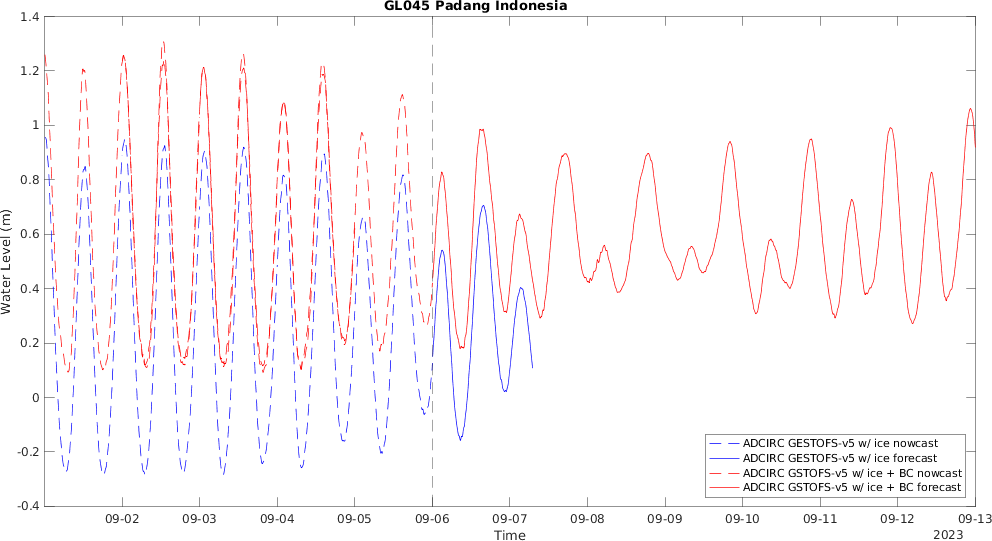 GL045 Padang Indonesia
1.4
1.2
1
0.8
0.6
0.4
0.2
0
-0.2
-0.4
Water Level (m)
ADCIRC GESTOFS-v5 w/ ice nowcast
ADCIRC GESTOFS-v5 w/ ice forecast
ADCIRC GSTOFS-v5 w/ ice + BC nowcast
ADCIRC GSTOFS-v5 w/ ice + BC forecast
09-02 09-03 09-04 09-05 09-06 09-07 09-08 09-09 09-10 09-11 09-12 09-13
Time
2023